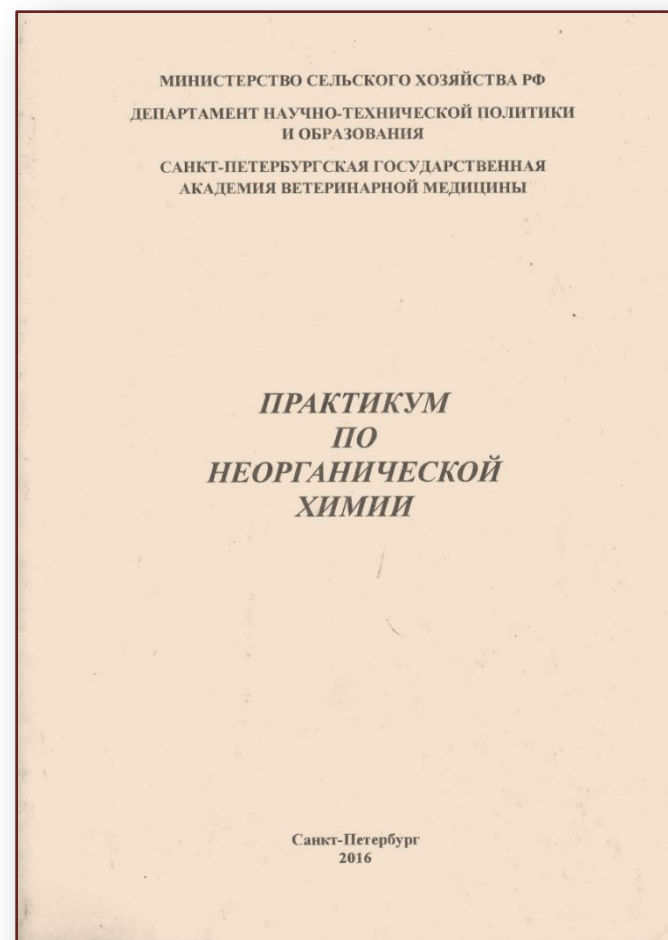 МИНИСТЕРСТВО СЕЛЬСКОГО ХОЗЯЙСТВА РФ
ДЕПАРТАМЕНТ НАУЧНО-ТЕХНИЧЕСКОЙ ПОЛИТИКИ
И ОБРАЗОВАНИЯ
САНКТ-ПЕТЕРБУРГСКАЯ ГОСУДАРСТВЕННАЯ
АКАДЕМИЯ ВЕТЕРИНАРНОЙ МЕДИЦИНЫ
ПРАКТИКУМ
ПО
НЕОРГАНИЧЕСКОЙ
ХИМИИ
Санкт-Петербург
2016